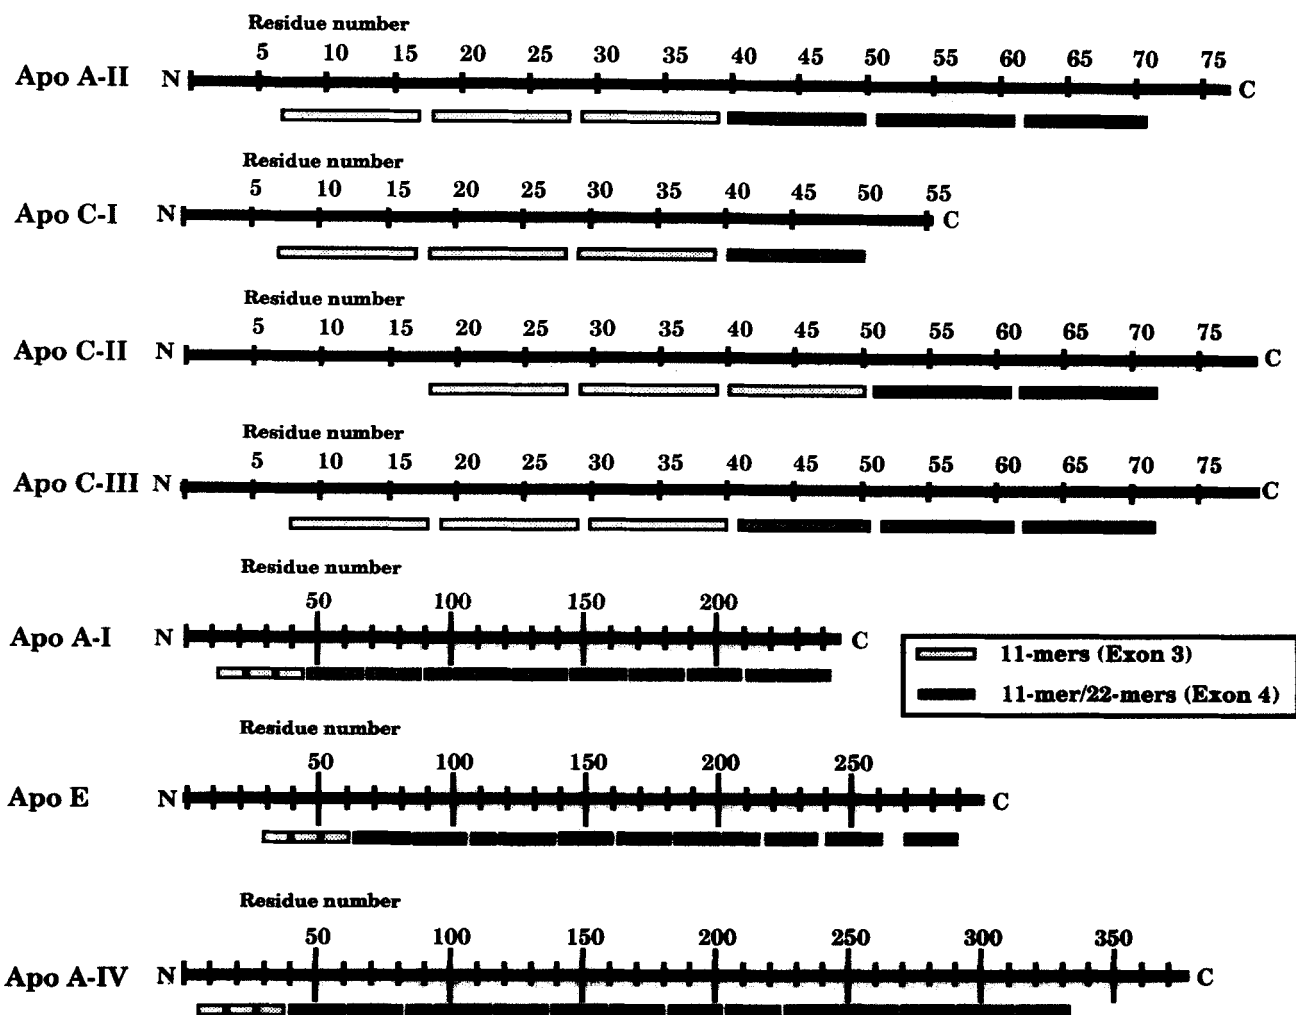 Residue number
5 10 15 20 25 30 35 40 45 50 55 60 65 70 75
Apo A-II N C
Residue number
5 10 15 20 25 30 35 40 45 50 55
Apo C-I N C
Residue number
5 10 15 20 25 30 35 40 45 50 55 60 65 70 75
Apo C-II N C
Residue number
5 10 15 20 25 30 35 40 45 50 55 60 65 70 75
Apo C-III N C
Residue number
50 100 150 200
Apo A-I N C
11-mers (Exon 3)
11-mer/22-mers (Exon 4)
Residue number
50 100 150 200 250
Apo E N C
Residue number
50 100 150 200 250 300 350
Apo A-IV N C